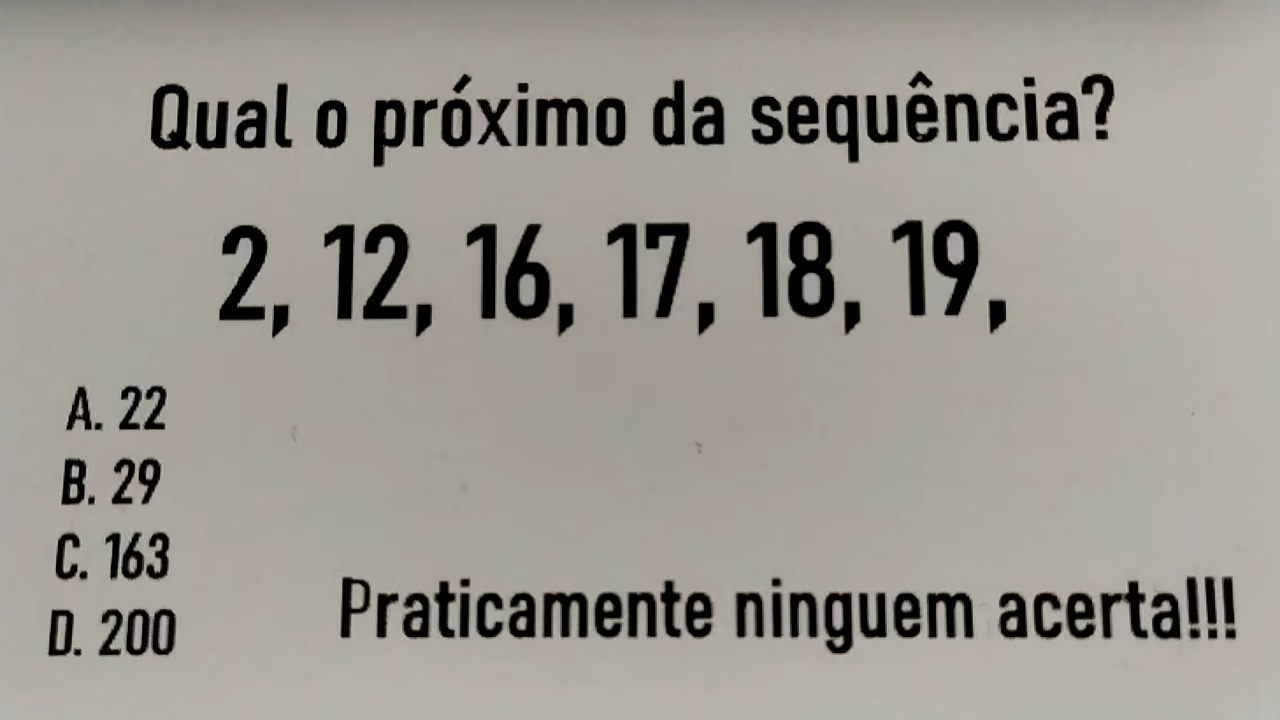 Qual o próximo da sequência?
2, 12, 16, 17, 18, 19,
A. 22
B. 29
C. 163
D. 200
Praticamente ninguem acerta!!!